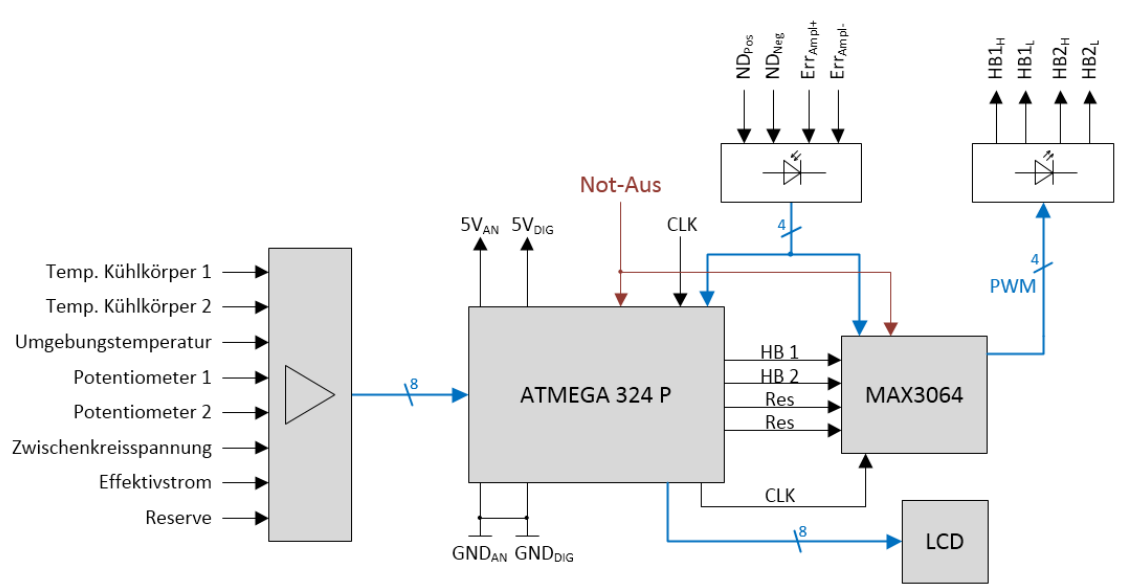 ND_Pos
ND_Neg
Err_Ampl+
Err_Ampl-
HB1_H
HB1_L
HB2_H
HB2_L
Not-Aus
5V_AN
5V_DIG
CLK
4
4
PWM
Temp. Kühlkörper 1
Temp. Kühlkörper 2
Umgebungstemperatur
Potentiometer 1
Potentiometer 2
Zwischenkreisspannung
Effektivstrom
Reserve
8
ATMEGA 324 P
HB 1
HB 2
Res
Res
MAX3064
CLK
GND_AN
GND_DIG
8
LCD